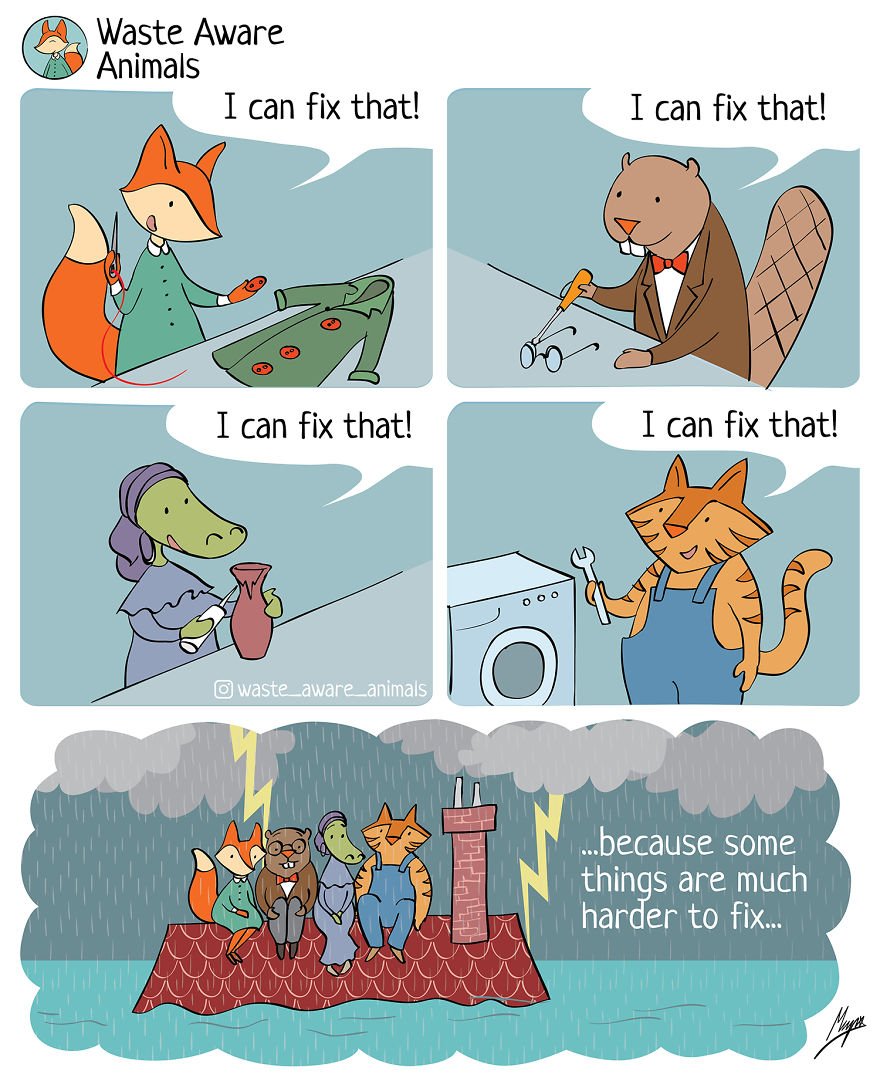 Waste Aware
Animals
I can fix that!
I can fix that!
I can fix that!
I can fix that!
waste_aware_animals
...because some
things are much
harder to fix...